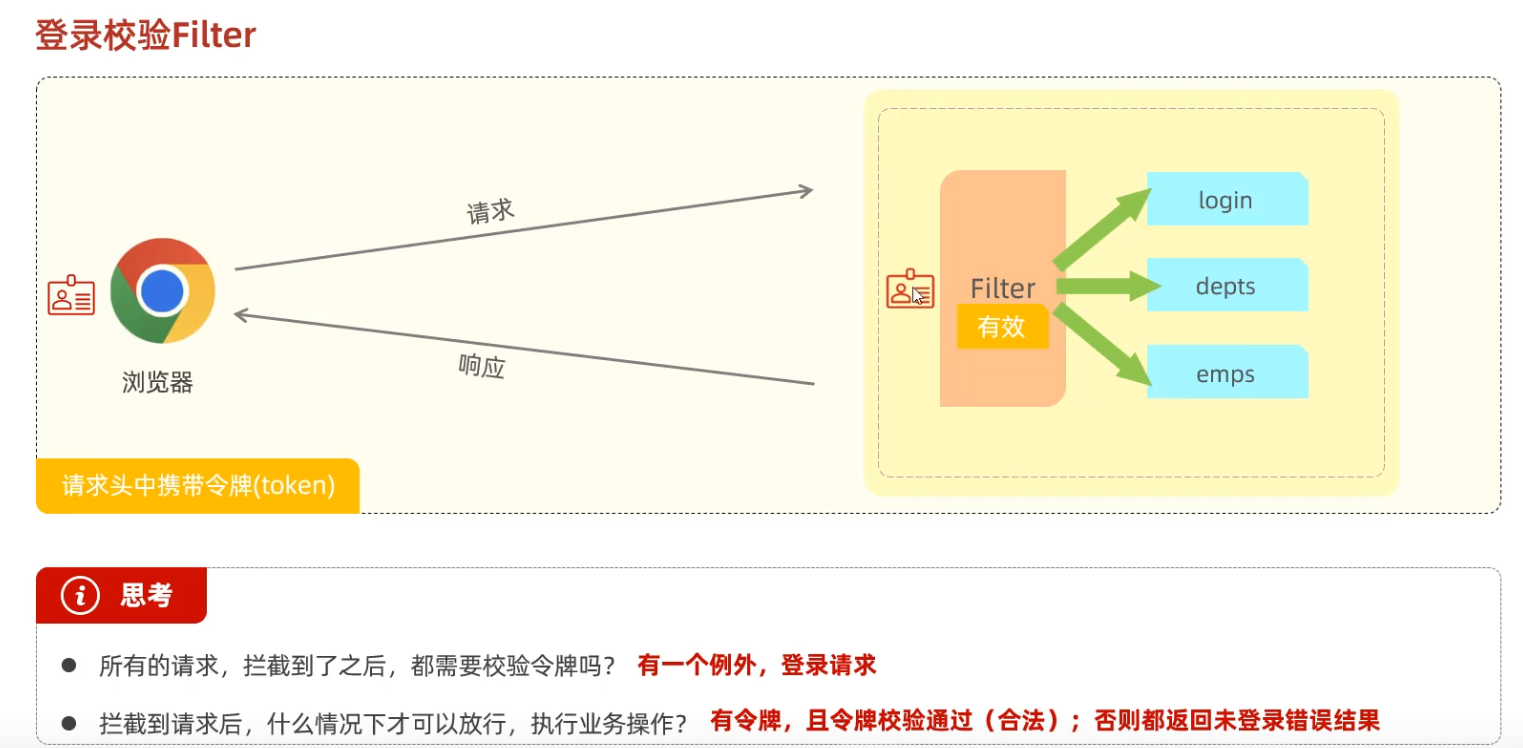 登录校验Filter
请求
login
Filter
depts
有效
响应
emps
浏览器
请求头中携带令牌(token)
i 思考
所有的请求，拦截到了之后，都需要校验令牌吗？ 有一个例外，登录请求
拦截到请求后，什么情况下才可以放行，执行业务操作？ 有令牌，且令牌校验通过（合法）；否则都返回未登录错误结果